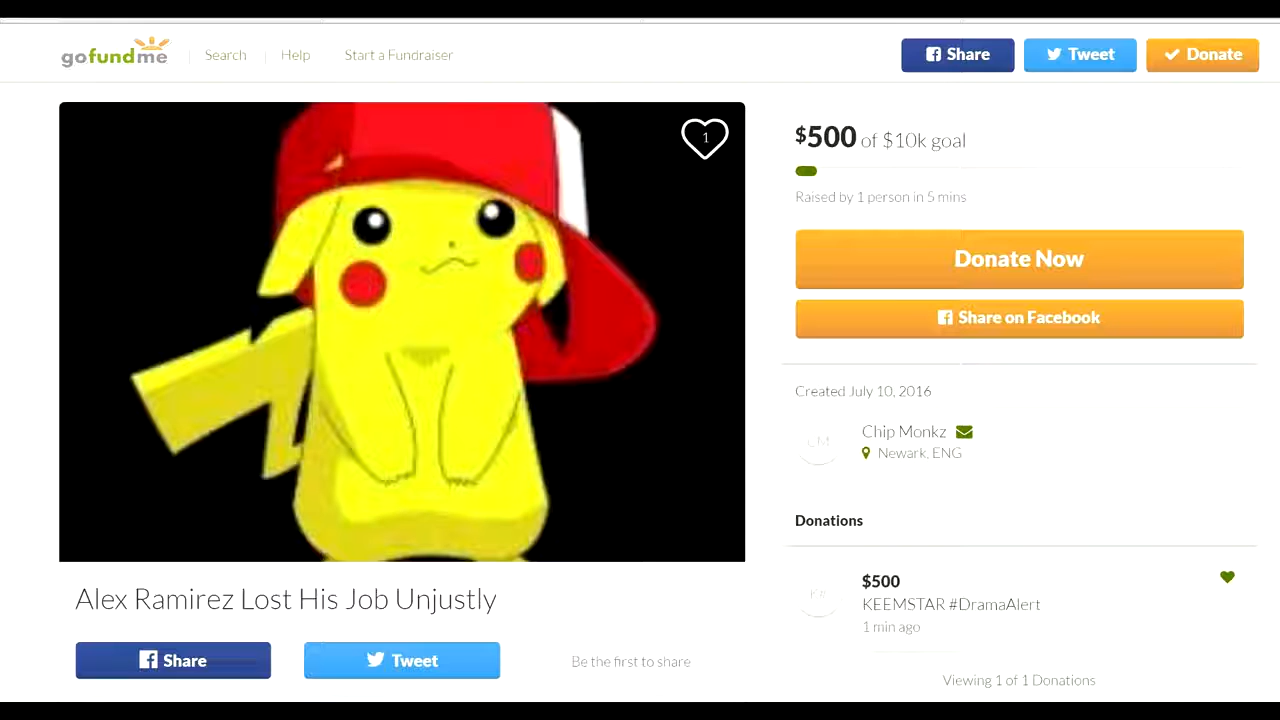 gofundme
Search
Help
Start a Fundraiser
Share
Tweet
Donate
1
$500 of $10k goal
Raised by 1 person in 5 mins
Donate Now
Share on Facebook
Created July 10, 2016
Chip Monkz
Newark, ENG
Donations
$500
KEEMSTAR #DramaAlert
1 min ago
Viewing 1 of 1 Donations
Alex Ramirez Lost His Job Unjustly
Share
Tweet
Be the first to share